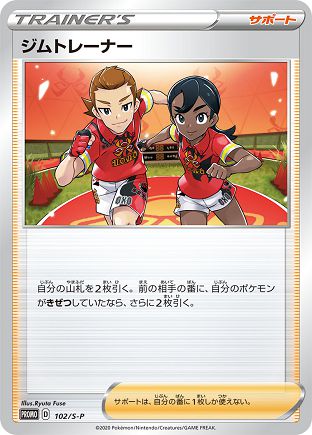 TRAINER'S
サポート
ジムトレーナー
自分の山札を2枚引く。前の相手の番に、自分のポケモン
がきぜつしていたなら、さらに2枚引く。
Illus.Ryuta Fuse
PROMO D 102/S-P
サポートは、自分の番に1枚しか使えない。
©2020 Pokémon/Nintendo/Creatures/GAME FREAK.